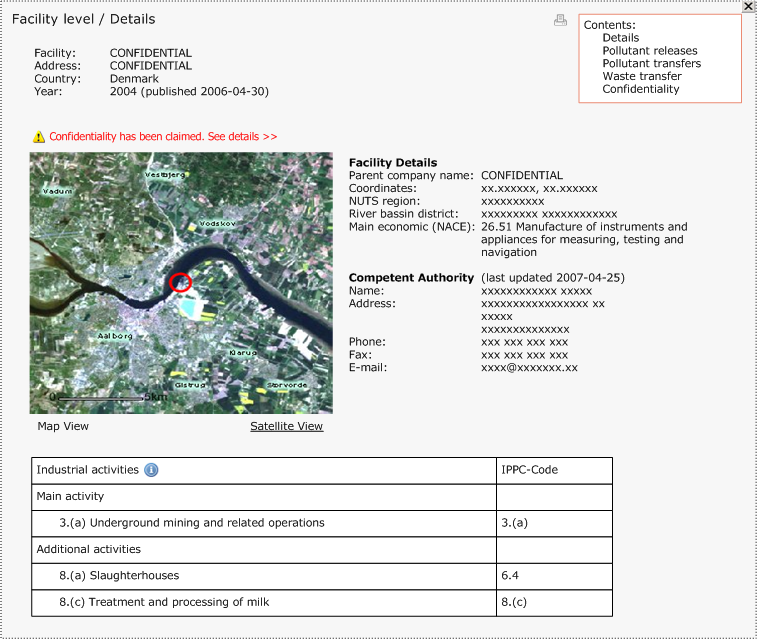 Facility level / Details
Contents:
Details
Pollutant releases
Pollutant transfers
Waste transfer
Confidentiality
Facility: CONFIDENTIAL
Address: CONFIDENTIAL
Country: Denmark
Year: 2004 (published 2006-04-30)
Confidentiality has been claimed. See details >>
Vestbjerg
Vadum
Vodskov
Aalborg
Klarup
Gistrup
Storvorde
0 5km
Map View Satellite View
Facility Details
Parent company name: CONFIDENTIAL
Coordinates: xx.xxxxxx, xx.xxxxxx
NUTS region: xxxxxxxxxx
River bassin district: xxxxxxxxx xxxxxxxxxxxx
Main economic (NACE): 26.51 Manufacture of instruments and
appliances for measuring, testing and
navigation
Competent Authority (last updated 2007-04-25)
Name: xxxxxxxxxxxx xxxxx
Address: xxxxxxxxxxxxxxxxx xx
xxxxx
xxxxxxxxxxxxxx
Phone: xxx xxx xxx xxx
Fax: xxx xxx xxx xxx
E-mail: xxxx@xxxxxxx.xx
Industrial activities IPPC-Code
Main activity
3.(a) Underground mining and related operations 3.(a)
Additional activities
8.(a) Slaughterhouses 6.4
8.(c) Treatment and processing of milk 8.(c)